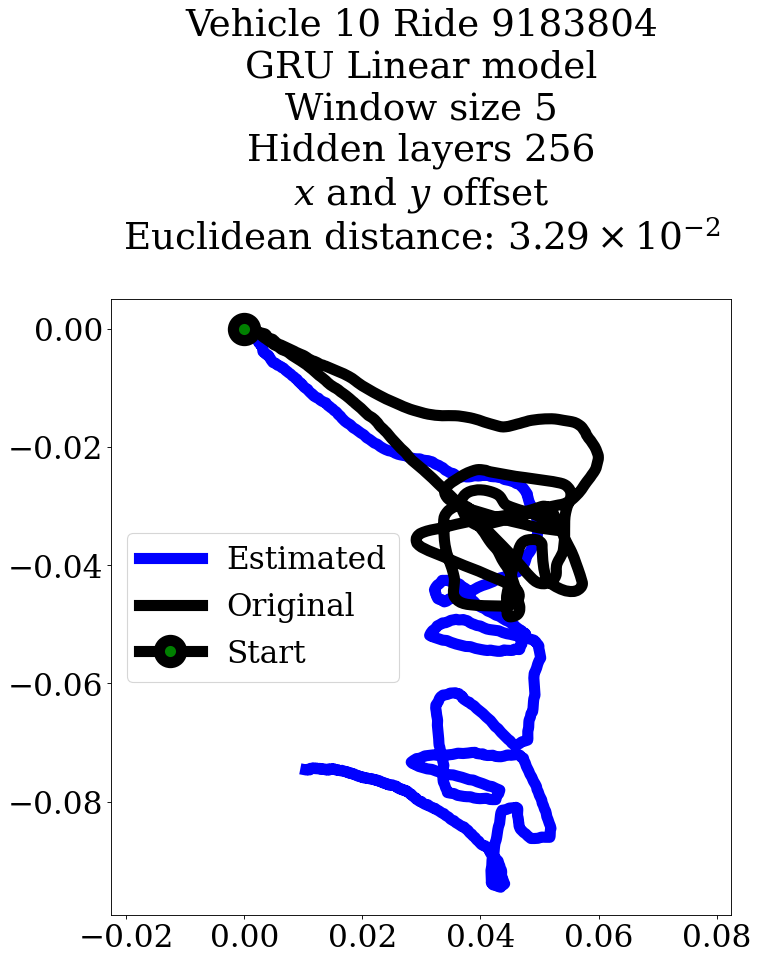 Vehicle 10 Ride 9183804
GRU Linear model
Window size 5
Hidden layers 256
x and y offset
Euclidean distance: 3.29 × 10⁻²
0.00
−0.02
−0.04
−0.06
−0.08
Estimated
Original
Start
−0.02 0.00 0.02 0.04 0.06 0.08